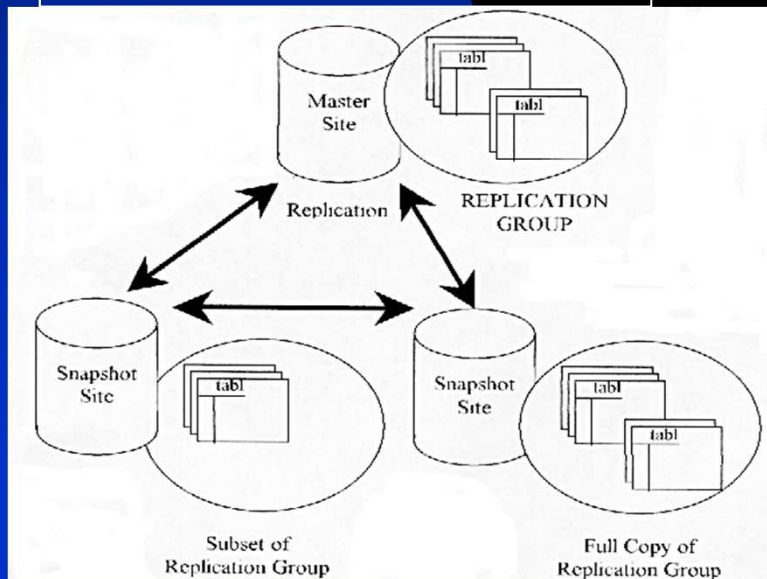 tabl
tabl
Master
Site
Replication
REPLICATION
GROUP
Snapshot
Site
tabl
Snapshot
Site
tabl
tabl
Subset of
Replication Group
Full Copy of
Replication Group